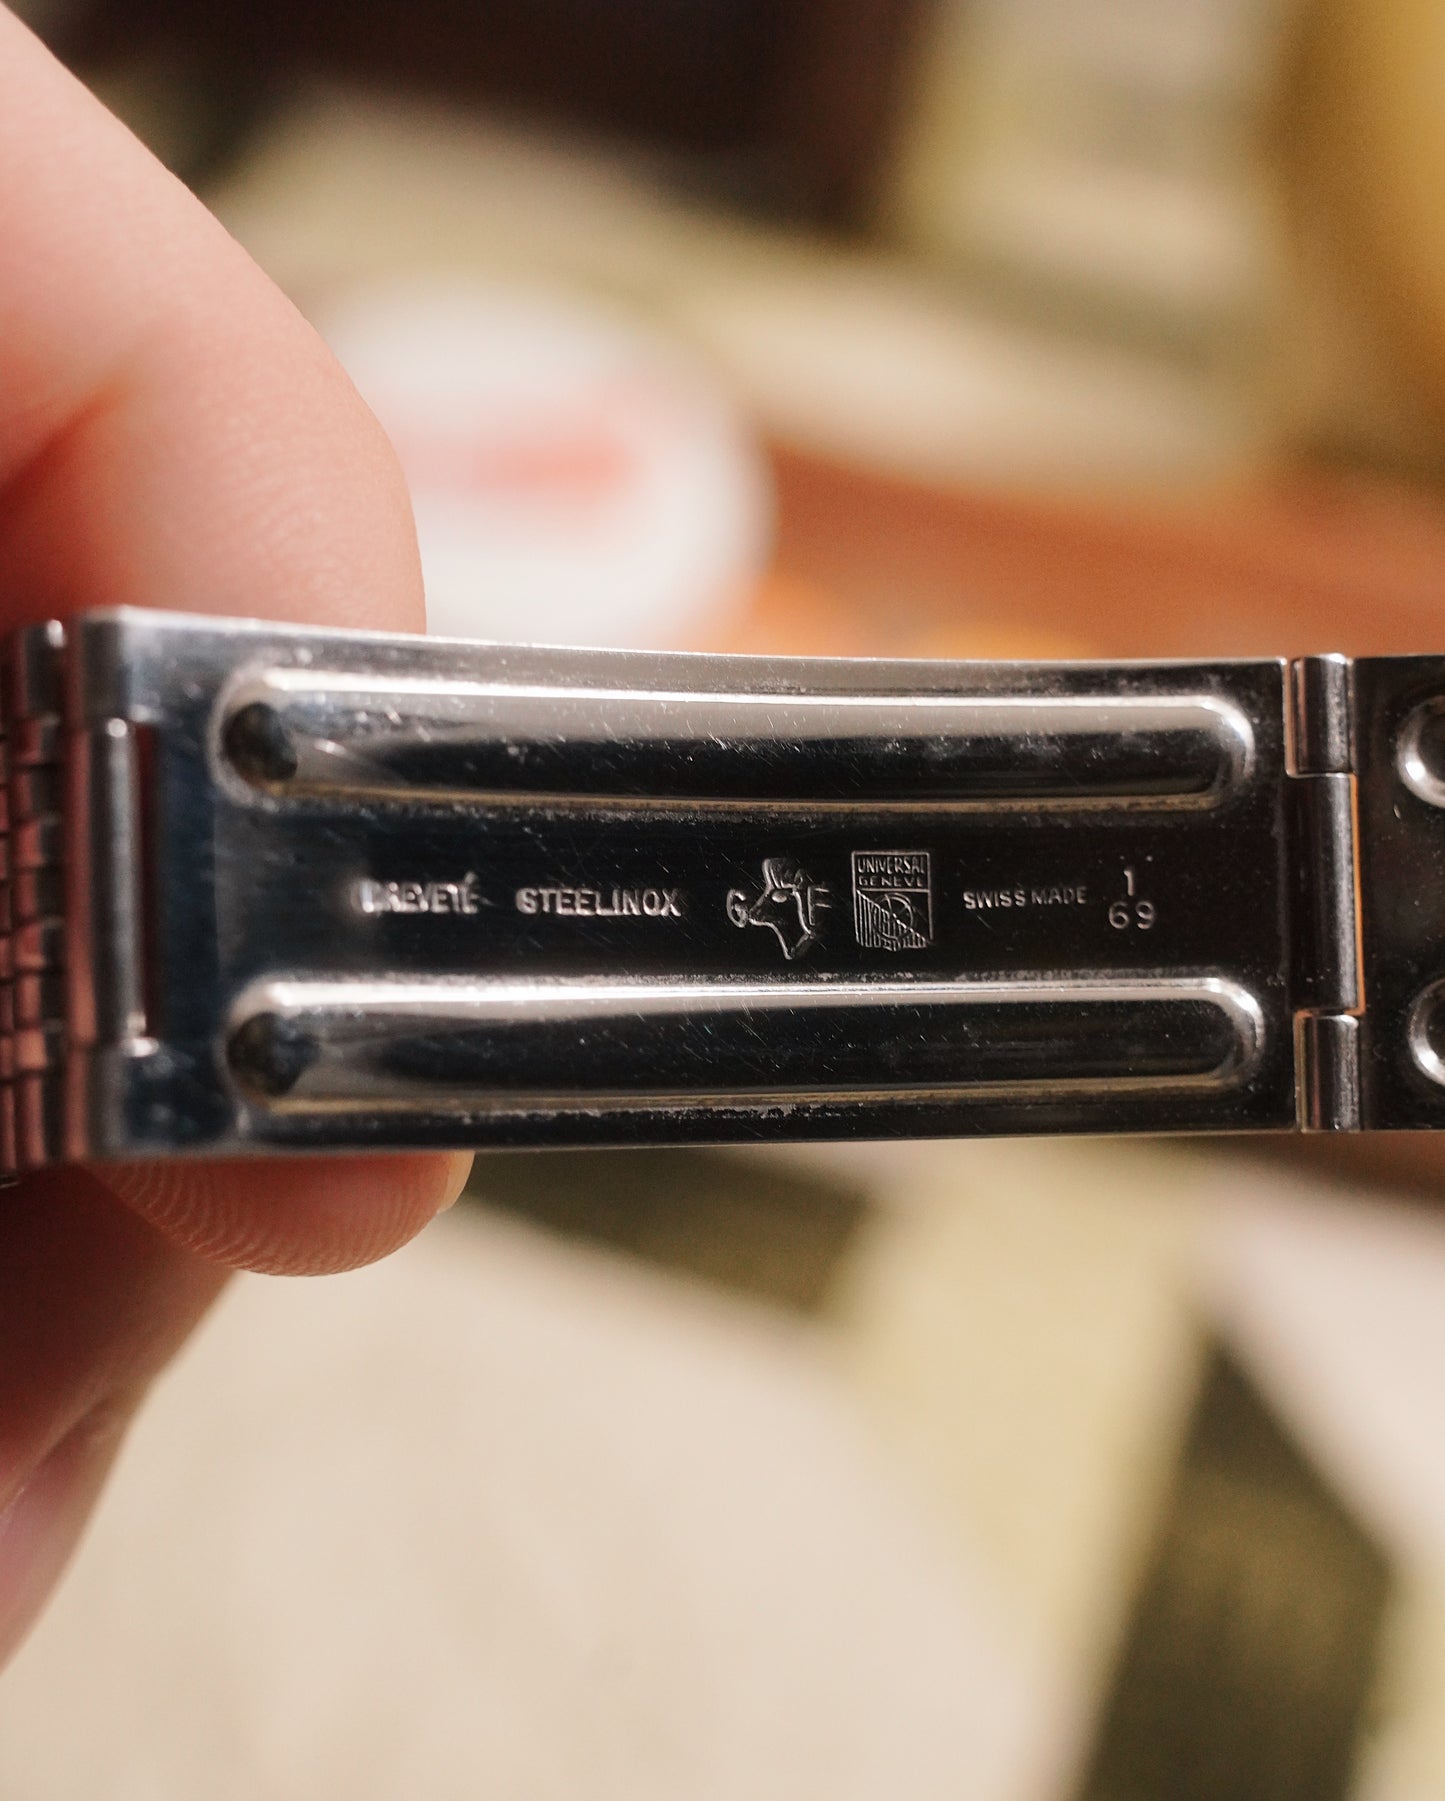 BREVETÉ STEELINOX G F UNIVERSAL GENEVE SWISS MADE 1
69